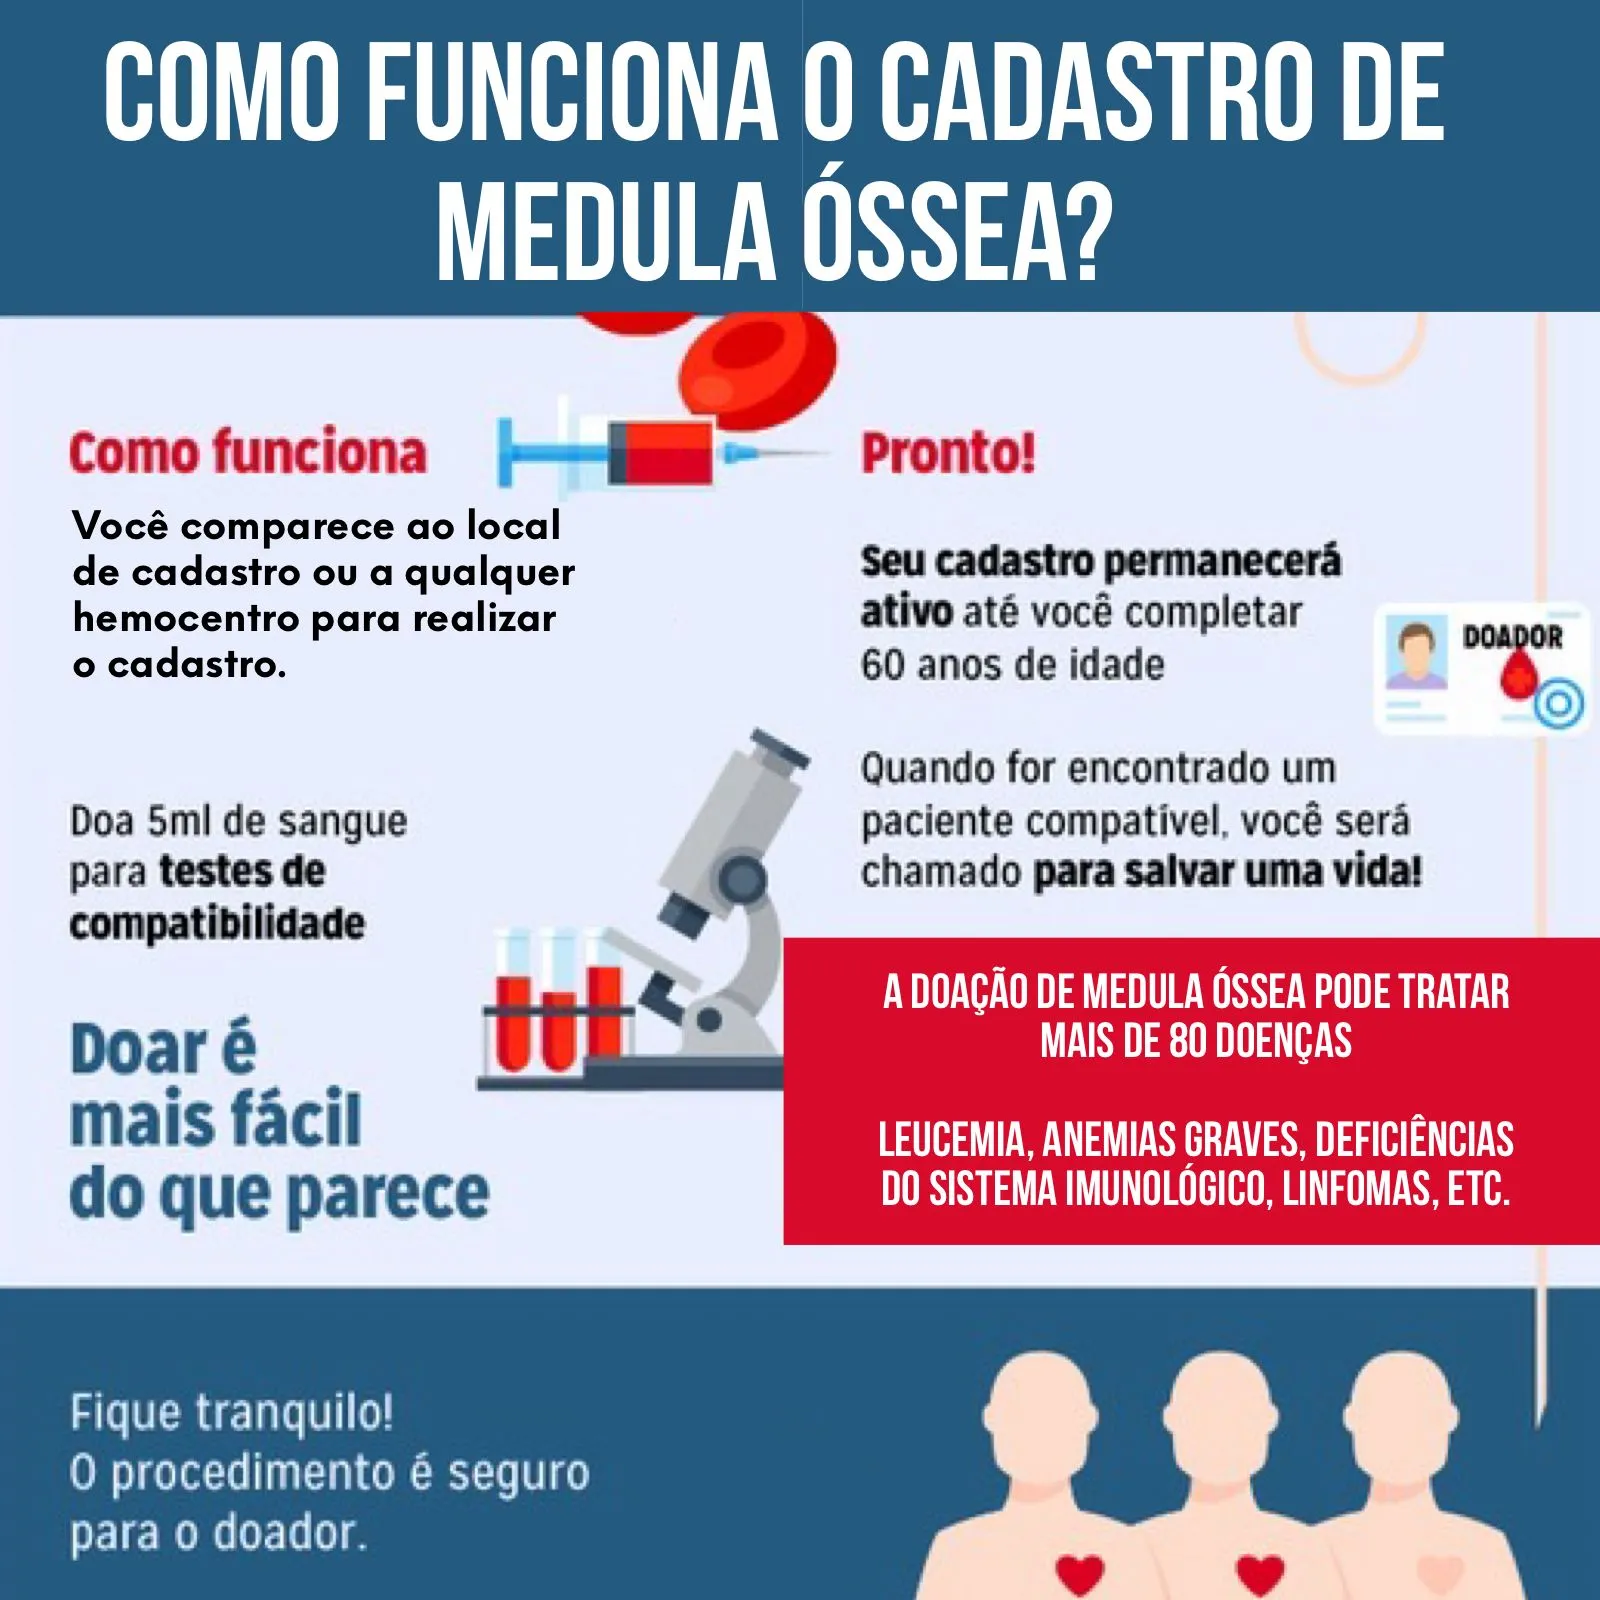 COMO FUNCIONA O CADASTRO DE
MEDULA ÓSSEA?
Como funciona
Você comparece ao local
de cadastro ou a qualquer
hemocentro para realizar
o cadastro.
Doa 5ml de sangue
para testes de
compatibilidade
Doar é
mais fácil
do que parece
Pronto!
Seu cadastro permanecerá
ativo até você completar
60 anos de idade
DOADOR
Quando for encontrado um
paciente compatível, você será
chamado para salvar uma vida!
A DOAÇÃO DE MEDULA ÓSSEA PODE TRATAR
MAIS DE 80 DOENÇAS
LEUCEMIA, ANEMIAS GRAVES, DEFICIÊNCIAS
DO SISTEMA IMUNOLÓGICO, LINFOMAS, ETC.
Fique tranquilo!
O procedimento é seguro
para o doador.